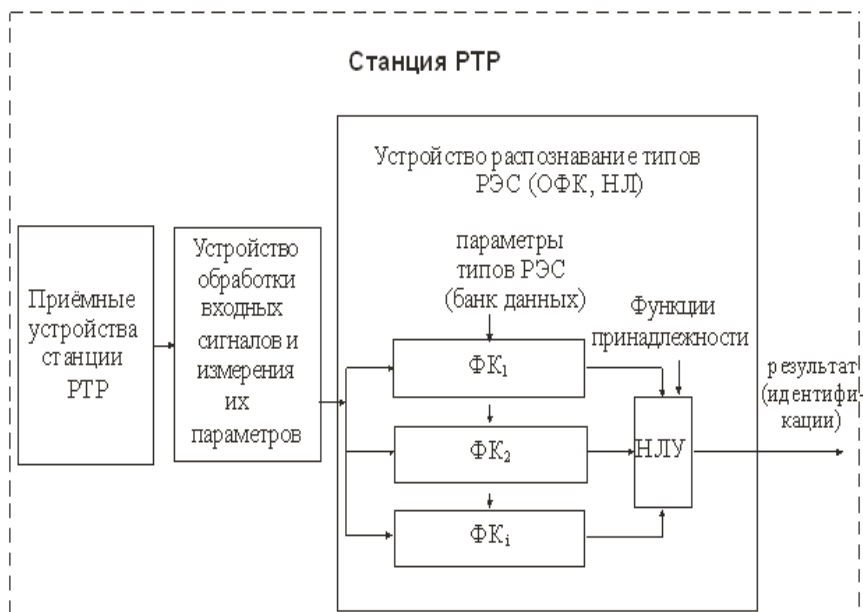 Станция РТР
Устройство распознавание типов
РЭС (ОФК, НЛ)
Приёмные
устройства
станции
РТР
Устройство
обработки
входных
сигналов и
измерения
их
параметров
параметры
типов РЭС
(банк данных)
Функции
принадлежности
ФК₁
ФК₂
ФКᵢ
НЛУ
результат
(идентифи-
кации)